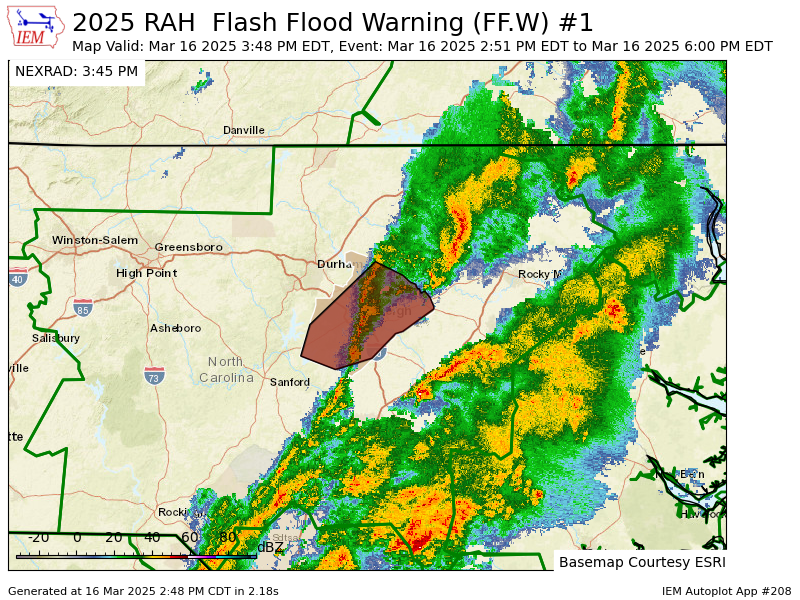 IEM
2025 RAH Flash Flood Warning (FF.W) #1
Map Valid: Mar 16 2025 3:48 PM EDT, Event: Mar 16 2025 2:51 PM EDT to Mar 16 2025 6:00 PM EDT
NEXRAD: 3:45 PM
Danville
Winston-Salem
Greensboro
Durha
40
High Point
Rocky M
85
Asheboro
Salisbury
North
Carolina
ville
73
Sanford
tte
Rocki
-20 0 20 40 60 80
dBZ
Basemap Courtesy ESRI
Generated at 16 Mar 2025 2:48 PM CDT in 2.18s
IEM Autoplot App #208